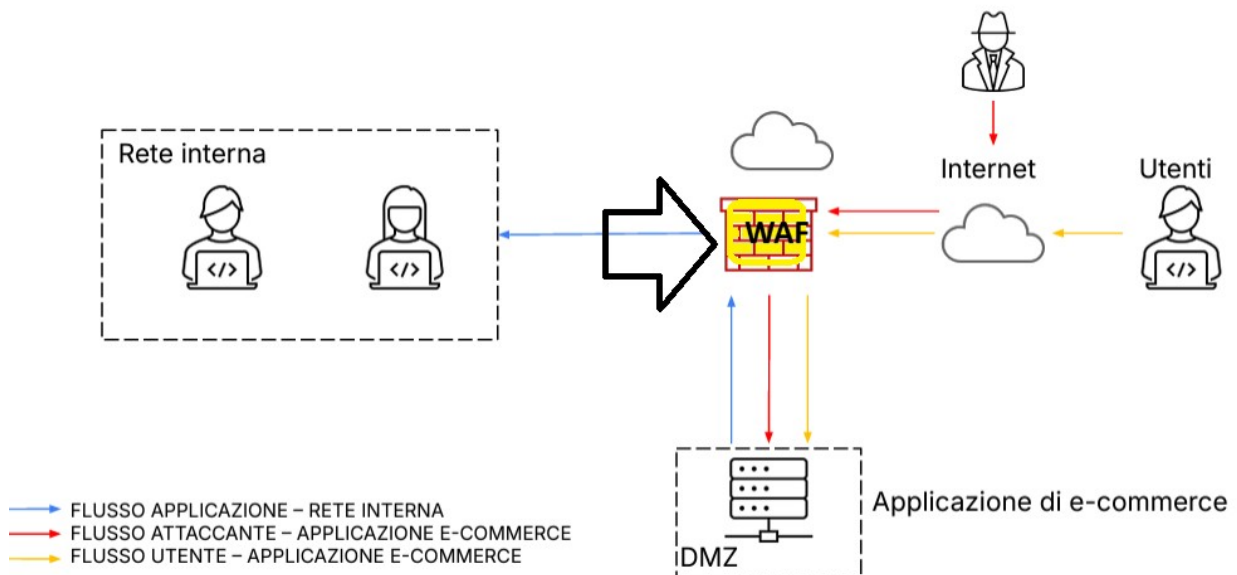 Rete interna
</>
</>
WAF
Internet
Utenti
</>
Applicazione di e-commerce
DMZ
FLUSSO APPLICAZIONE – RETE INTERNA
FLUSSO ATTACCANTE – APPLICAZIONE E-COMMERCE
FLUSSO UTENTE – APPLICAZIONE E-COMMERCE